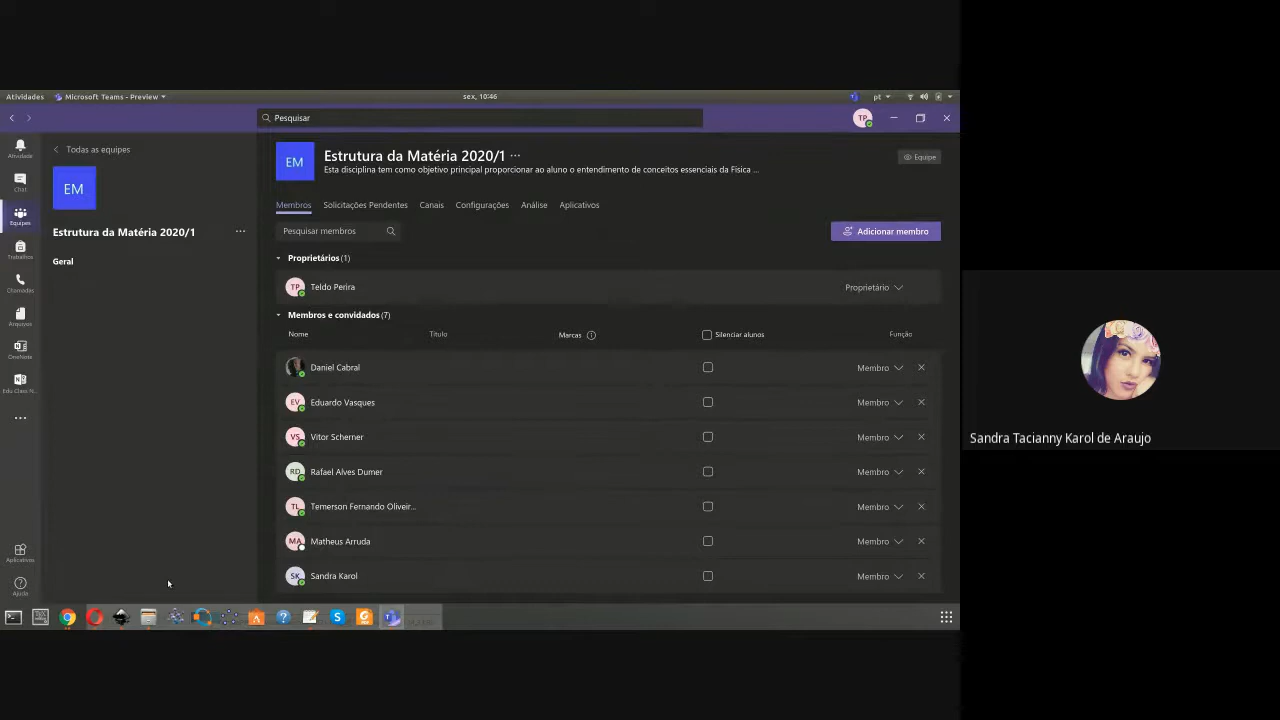 Atividades Microsoft Teams - Preview sex, 10:46 pt
Pesquisar TP
Atividade
Chat
Equipes
Trabalhos
Chamadas
Arquivos
OneNote
Edu Class N...
Aplicativos
Ajuda
Todas as equipes
EM
Estrutura da Matéria 2020/1 ...
Geral
EM
Estrutura da Matéria 2020/1 ...
Esta disciplina tem como objetivo principal proporcionar ao aluno o entendimento de conceitos essenciais da Física ...
Equipe
Membros Solicitações Pendentes Canais Configurações Análise Aplicativos
Pesquisar membros Adicionar membro
Proprietários (1)
TP Teldo Perira Proprietário
Membros e convidados (7)
Nome Título Marcas Silenciar alunos Função
Daniel Cabral Membro
EV Eduardo Vasques Membro
VS Vitor Scherner Membro
RD Rafael Alves Dumer Membro
TL Temerson Fernando Oliveir... Membro
MA Matheus Arruda Membro
SK Sandra Karol Membro
Sandra Tacianny Karol de Araujo